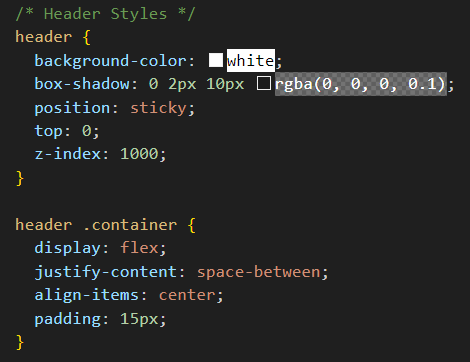 /* Header Styles */
header {
  background-color: white;
  box-shadow: 0 2px 10px rgba(0, 0, 0, 0.1);
  position: sticky;
  top: 0;
  z-index: 1000;
}

header .container {
  display: flex;
  justify-content: space-between;
  align-items: center;
  padding: 15px;
}